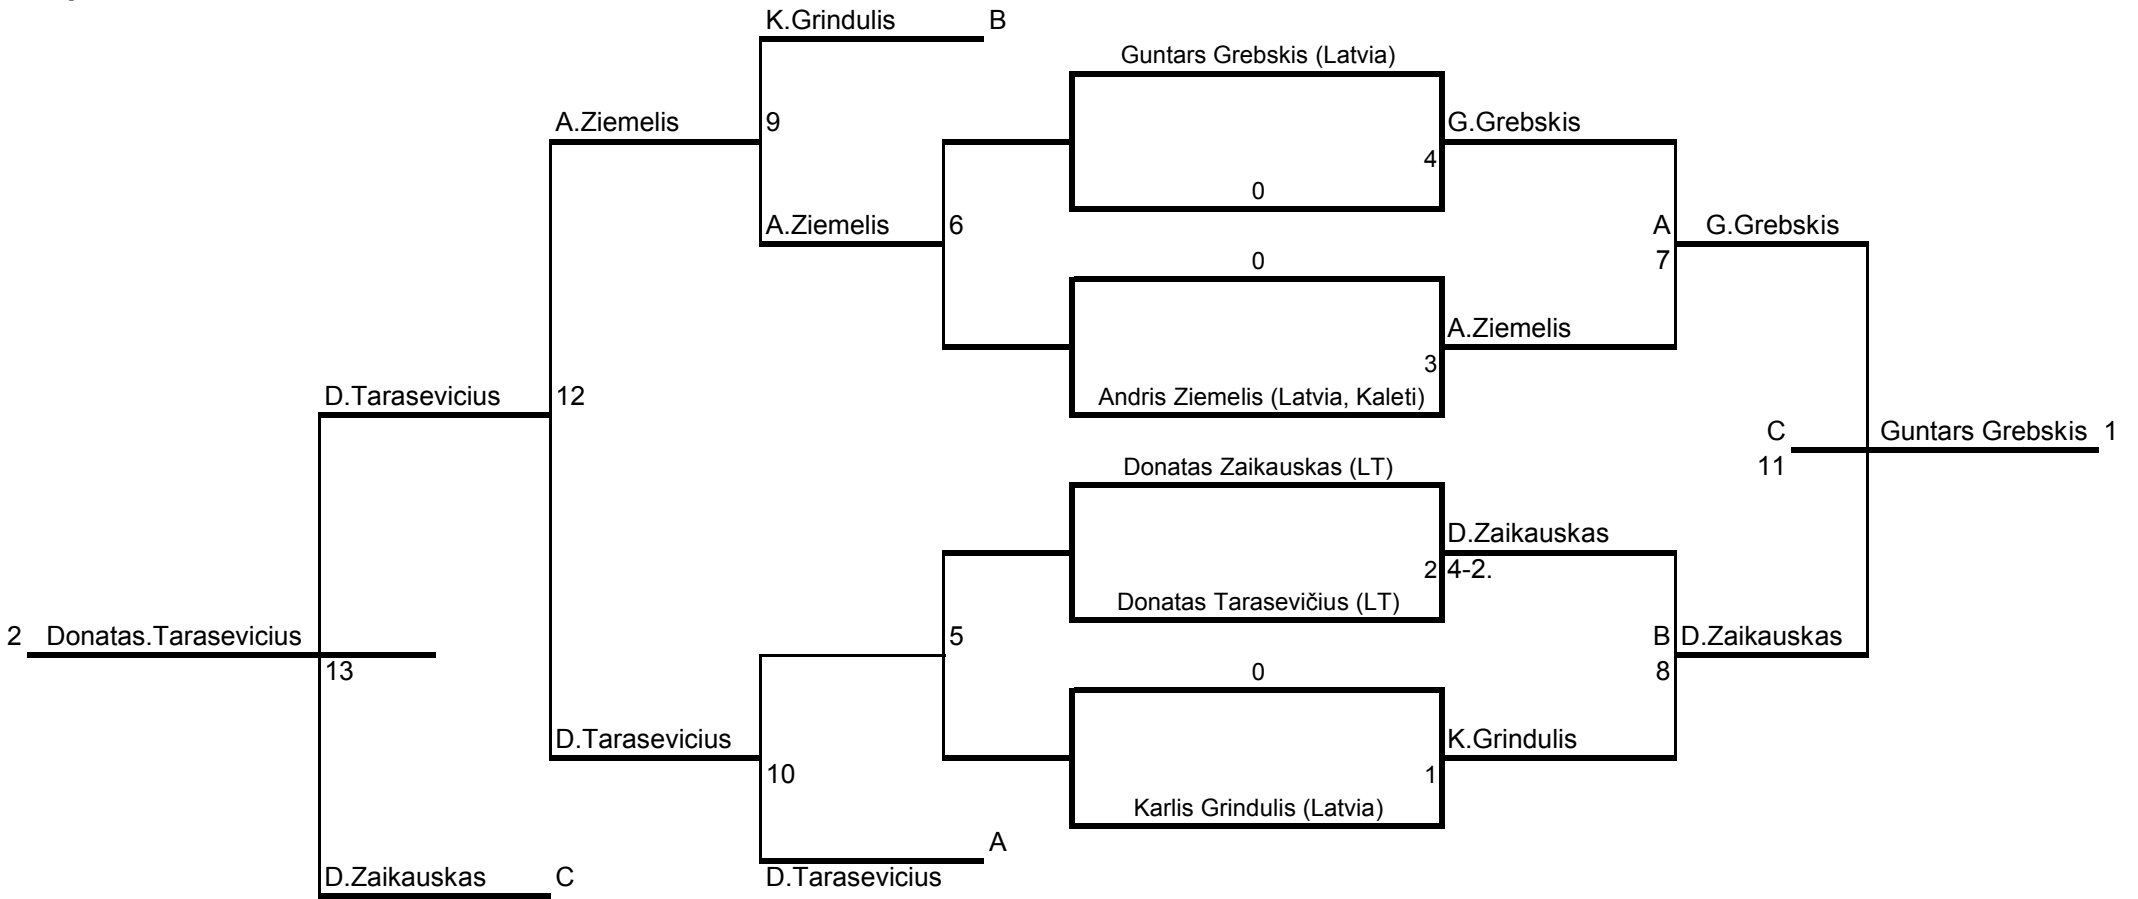 K.Grindulis B
Guntars Grebskis (Latvia)
A.Ziemelis 9 G.Grebskis
4
0
A.Ziemelis 6 A G.Grebskis
0 7
A.Ziemelis
3
D.Tarasevicius 12 Andris Ziemelis (Latvia, Kaleti)
C Guntars Grebskis 1
Donatas Zaikauskas (LT) 11
D.Zaikauskas
2 4-2.
Donatas Tarasevičius (LT)
2 Donatas.Tarasevicius 5 B D.Zaikauskas
13 0 8
D.Tarasevicius K.Grindulis
10 1
Karlis Grindulis (Latvia)
A
D.Zaikauskas C D.Tarasevicius